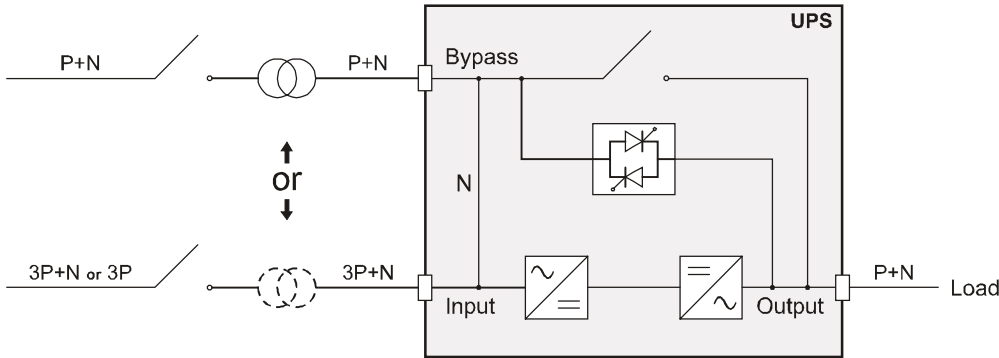 UPS
P+N
P+N
Bypass
or
N
3P+N or 3P
3P+N
Input
Output
P+N
Load